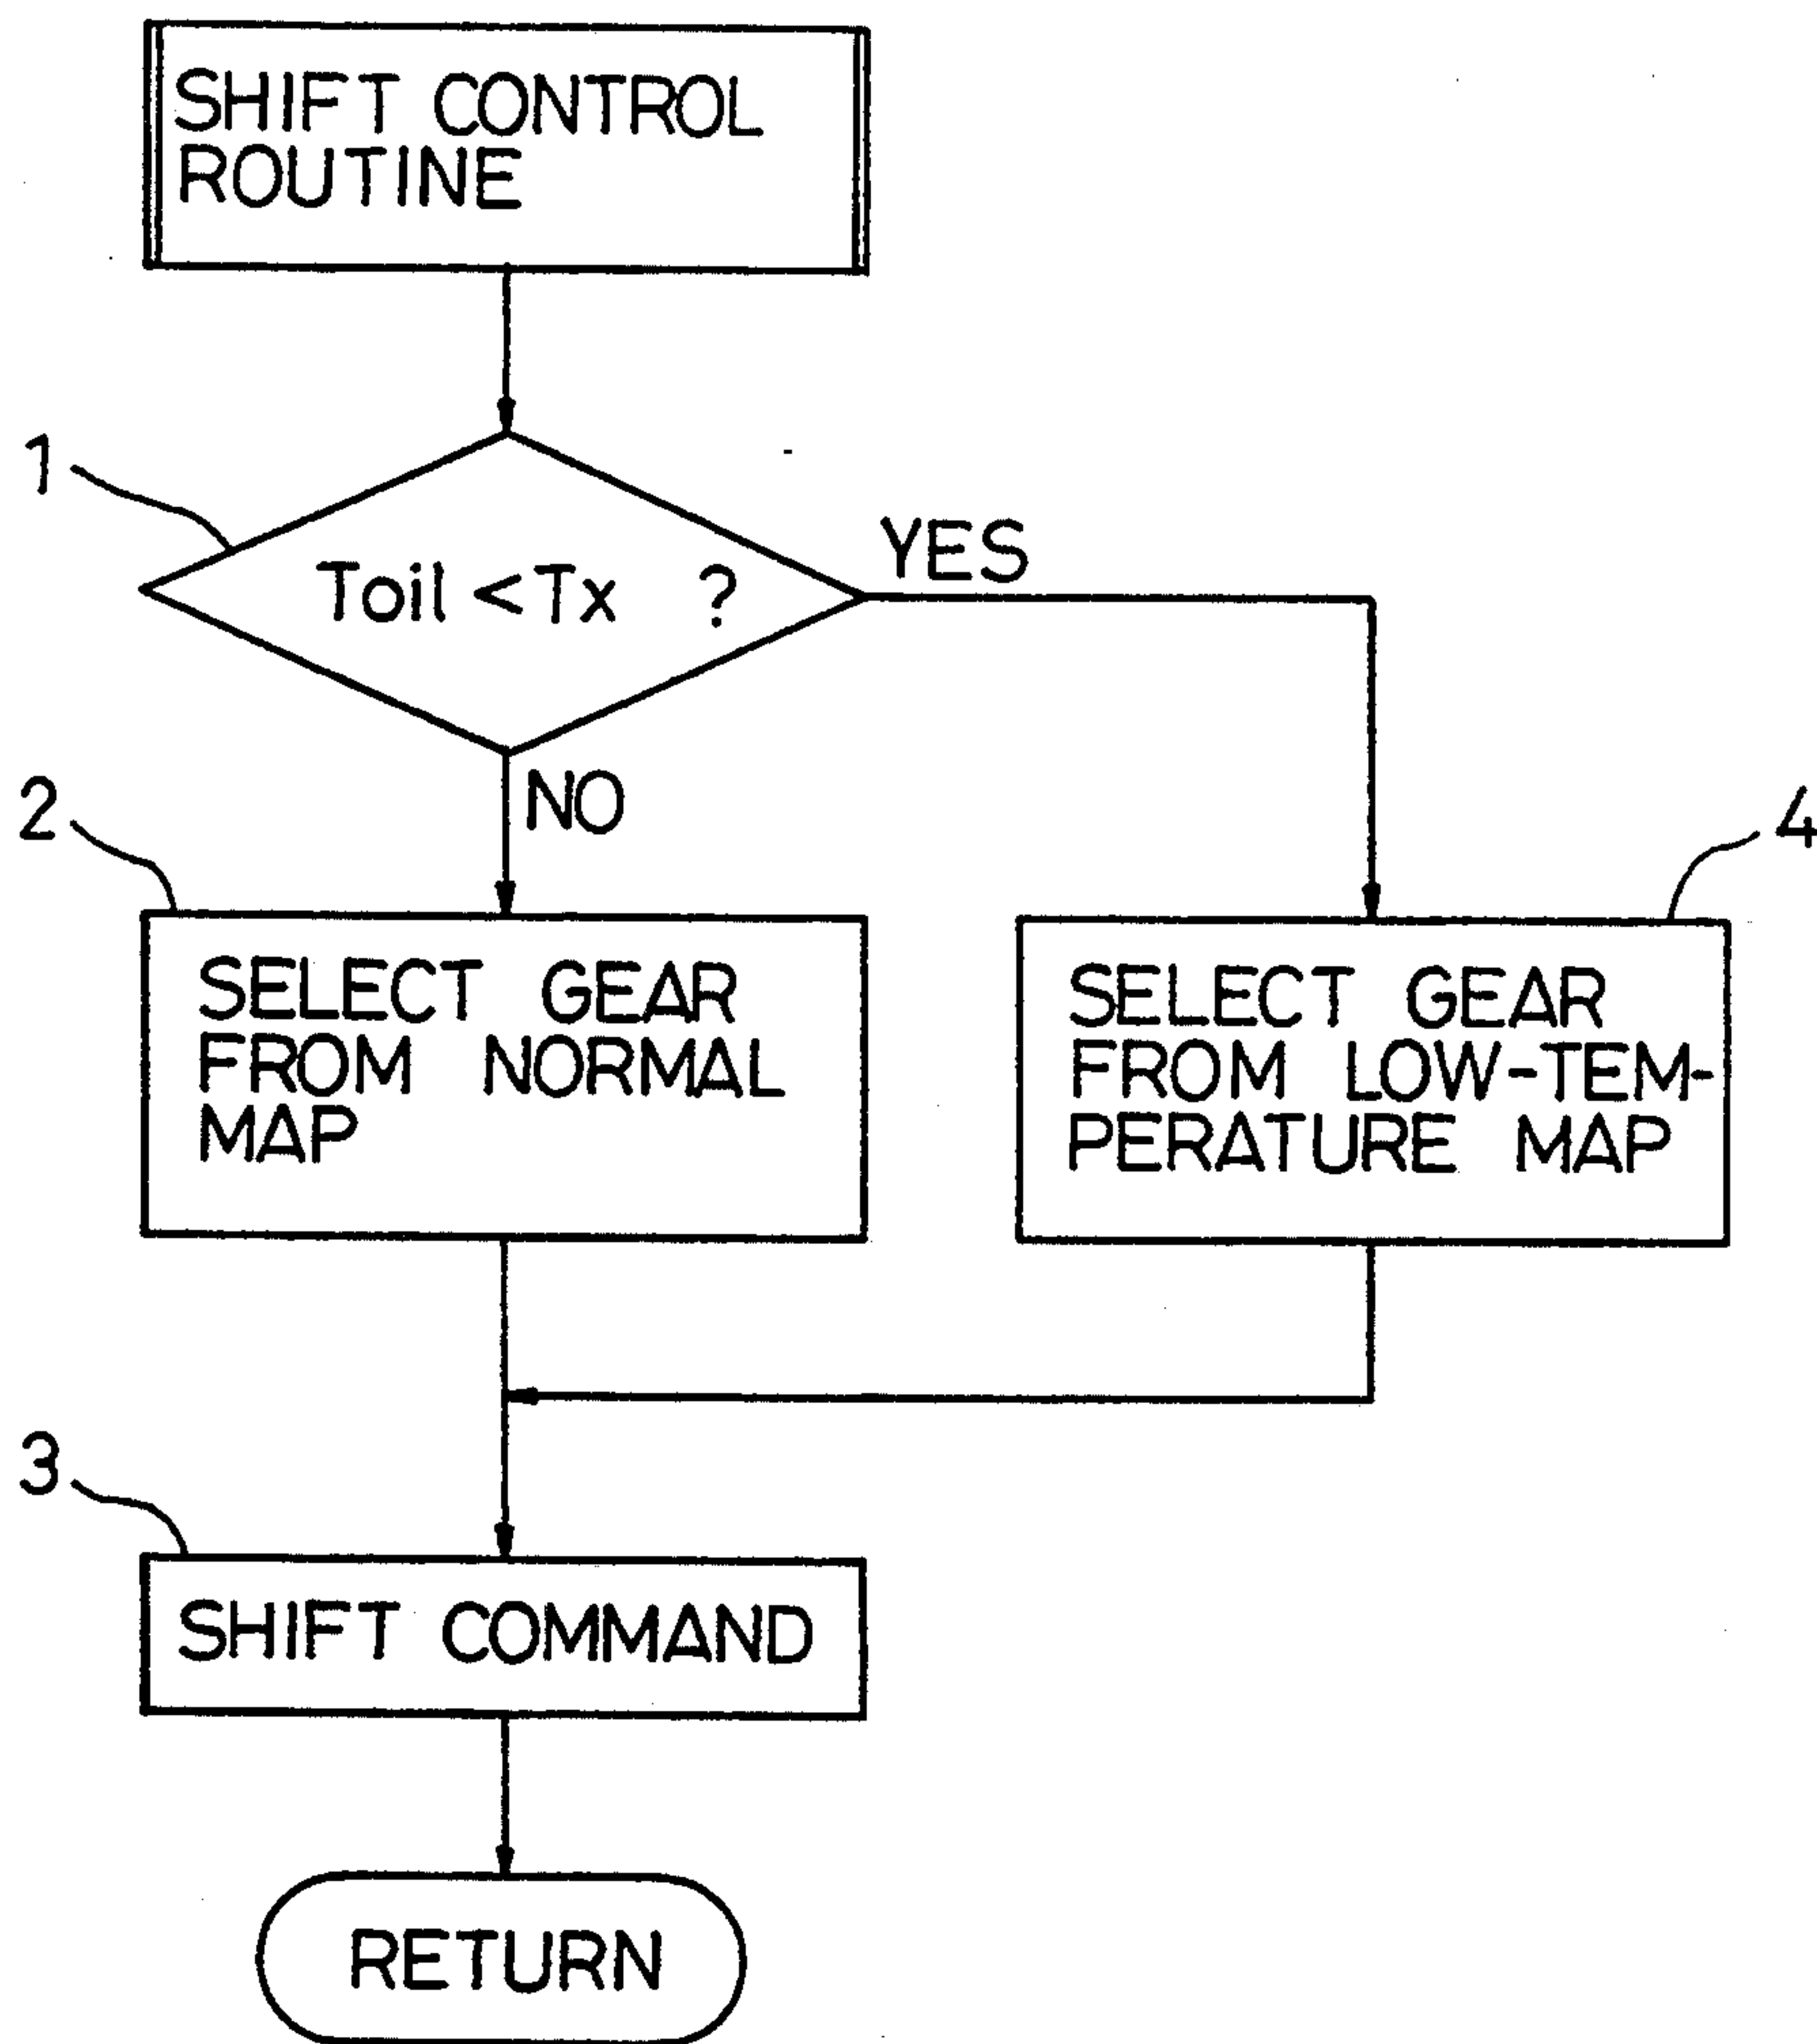 SHIFT CONTROL
ROUTINE
1
Toil < Tx ?
YES
NO
2
SELECT GEAR
FROM NORMAL
MAP
4
SELECT GEAR
FROM LOW-TEM-
PERATURE MAP
3
SHIFT COMMAND
RETURN